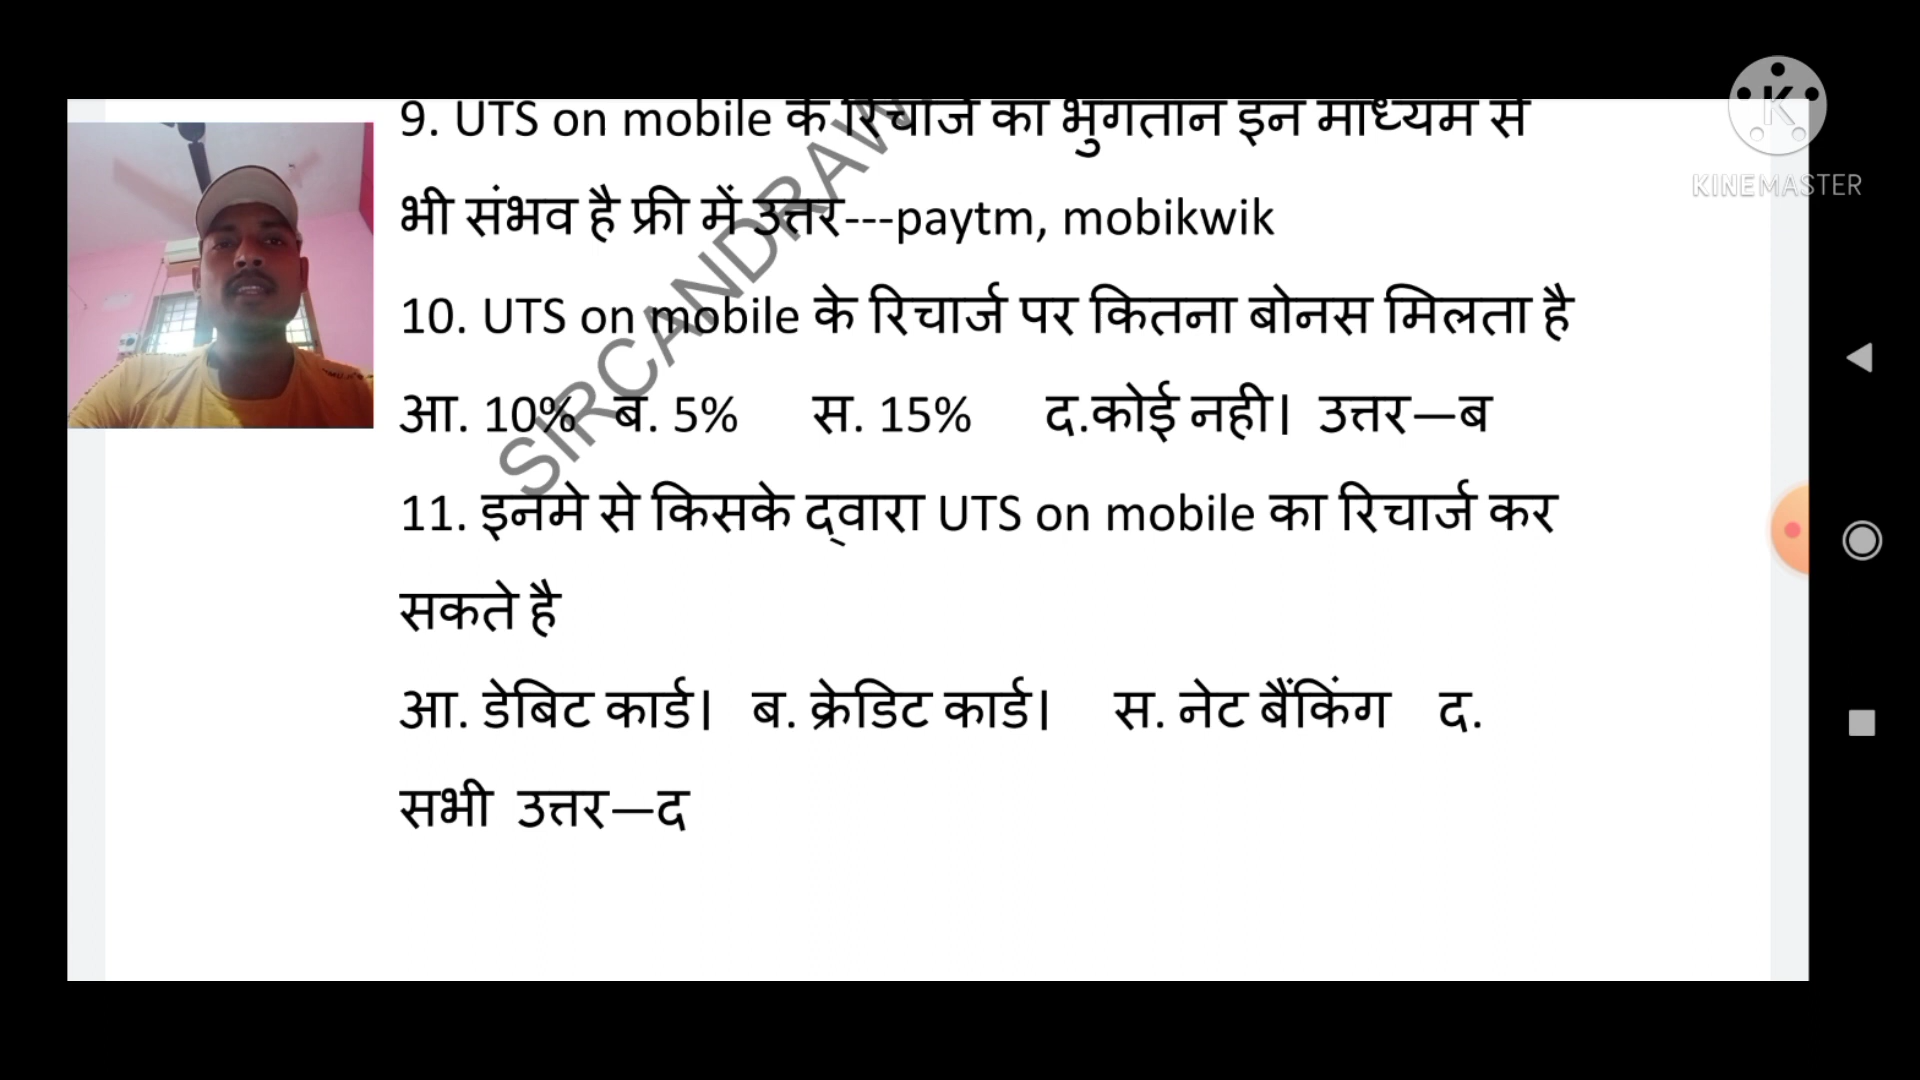 9. UTS on mobile के रिचार्ज का भुगतान इन माध्यम से
भी संभव है फ्री में उत्तर---paytm, mobikwik
10. UTS on mobile के रिचार्ज पर कितना बोनस मिलता है
आ. 10% ब. 5% स. 15% द.कोई नही। उत्तर—ब
11. इनमे से किसके द्वारा UTS on mobile का रिचार्ज कर
सकते है
आ. डेबिट कार्ड। ब. क्रेडिट कार्ड। स. नेट बैंकिंग द.
सभी उत्तर—द
SIRCANDRAW
K
KINEMASTER